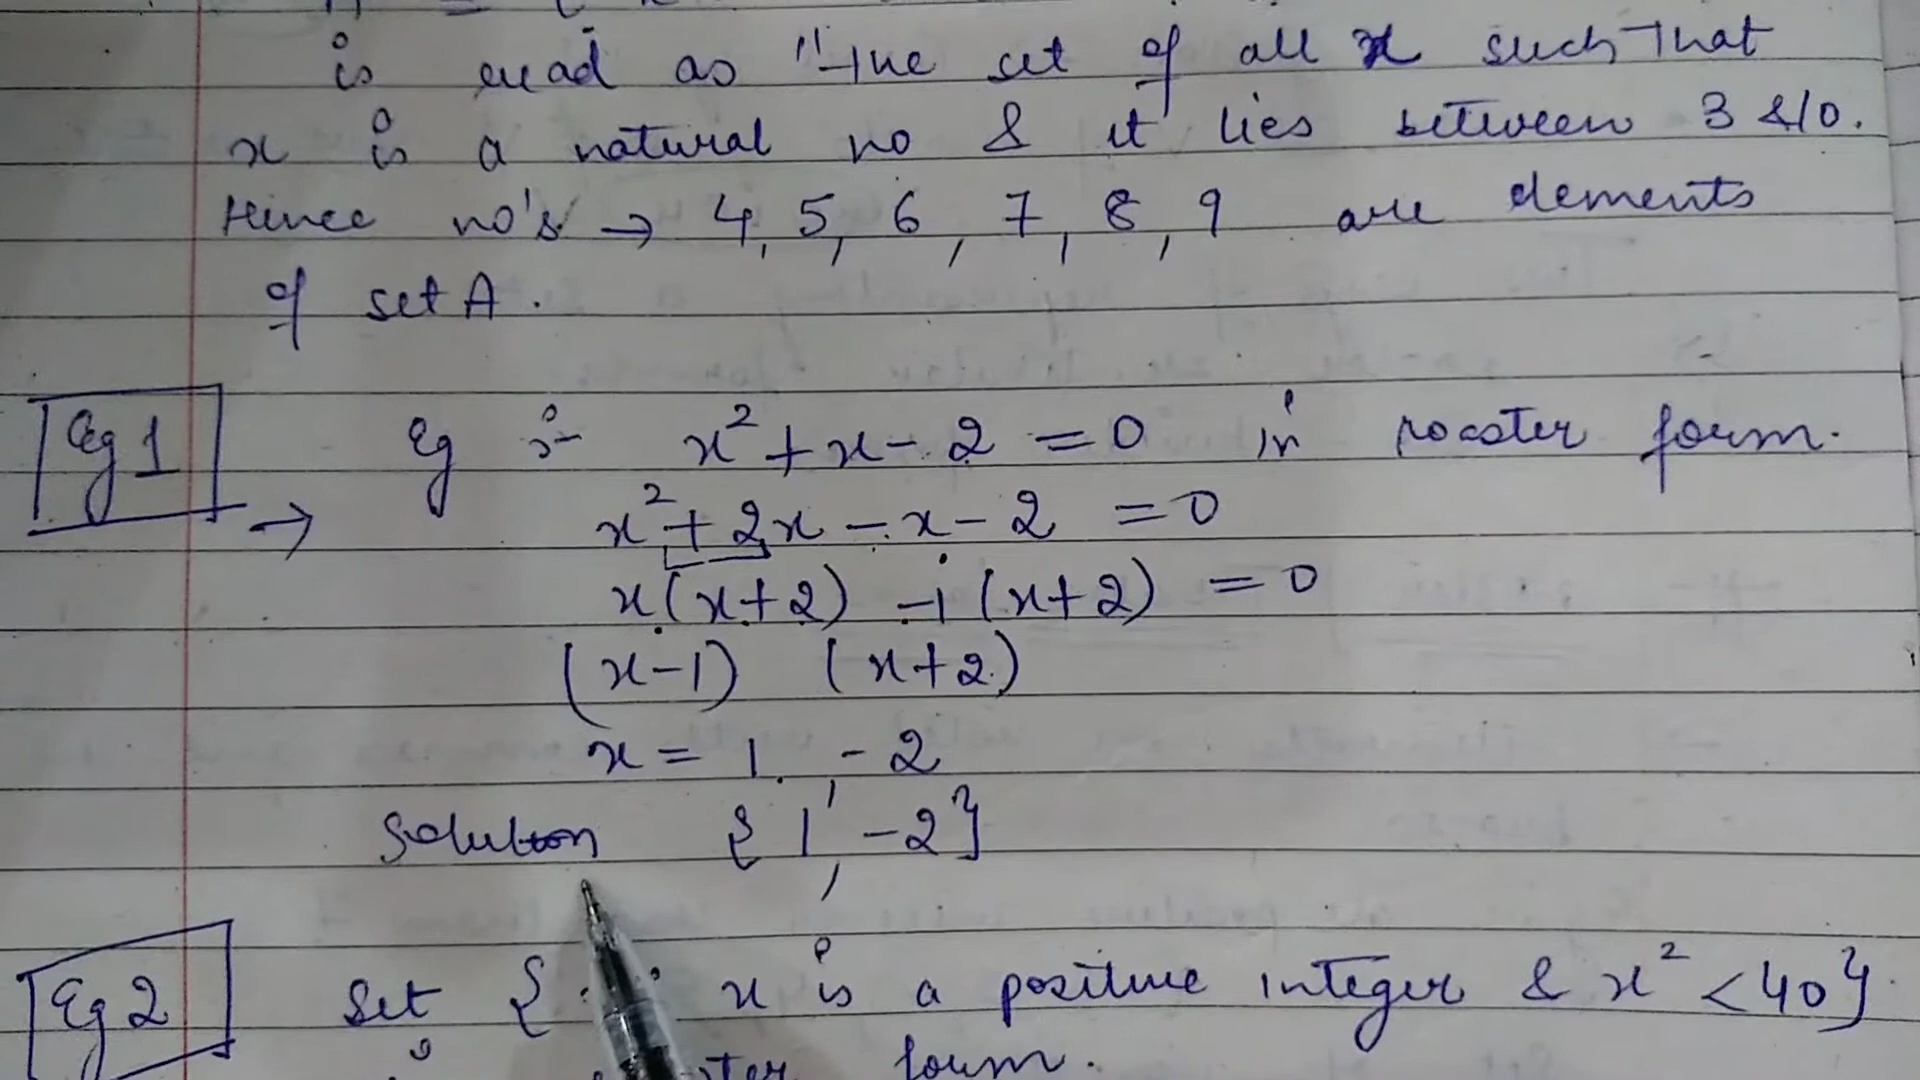 is read as "the set of all x such that
x is a natural no & it lies between 3 & 10.
Hence no's → 4, 5, 6, 7, 8, 9 are elements
of set A.
Eg 1
→ Eg :- x² + x - 2 = 0 in rooster form.
x² + 2x - x - 2 = 0
x(x+2) -1(x+2) = 0
(x-1) (x+2)
x = 1, -2
Solution {1, -2}
Eg 2
Set { x is a positive integer & x² < 40}
form.